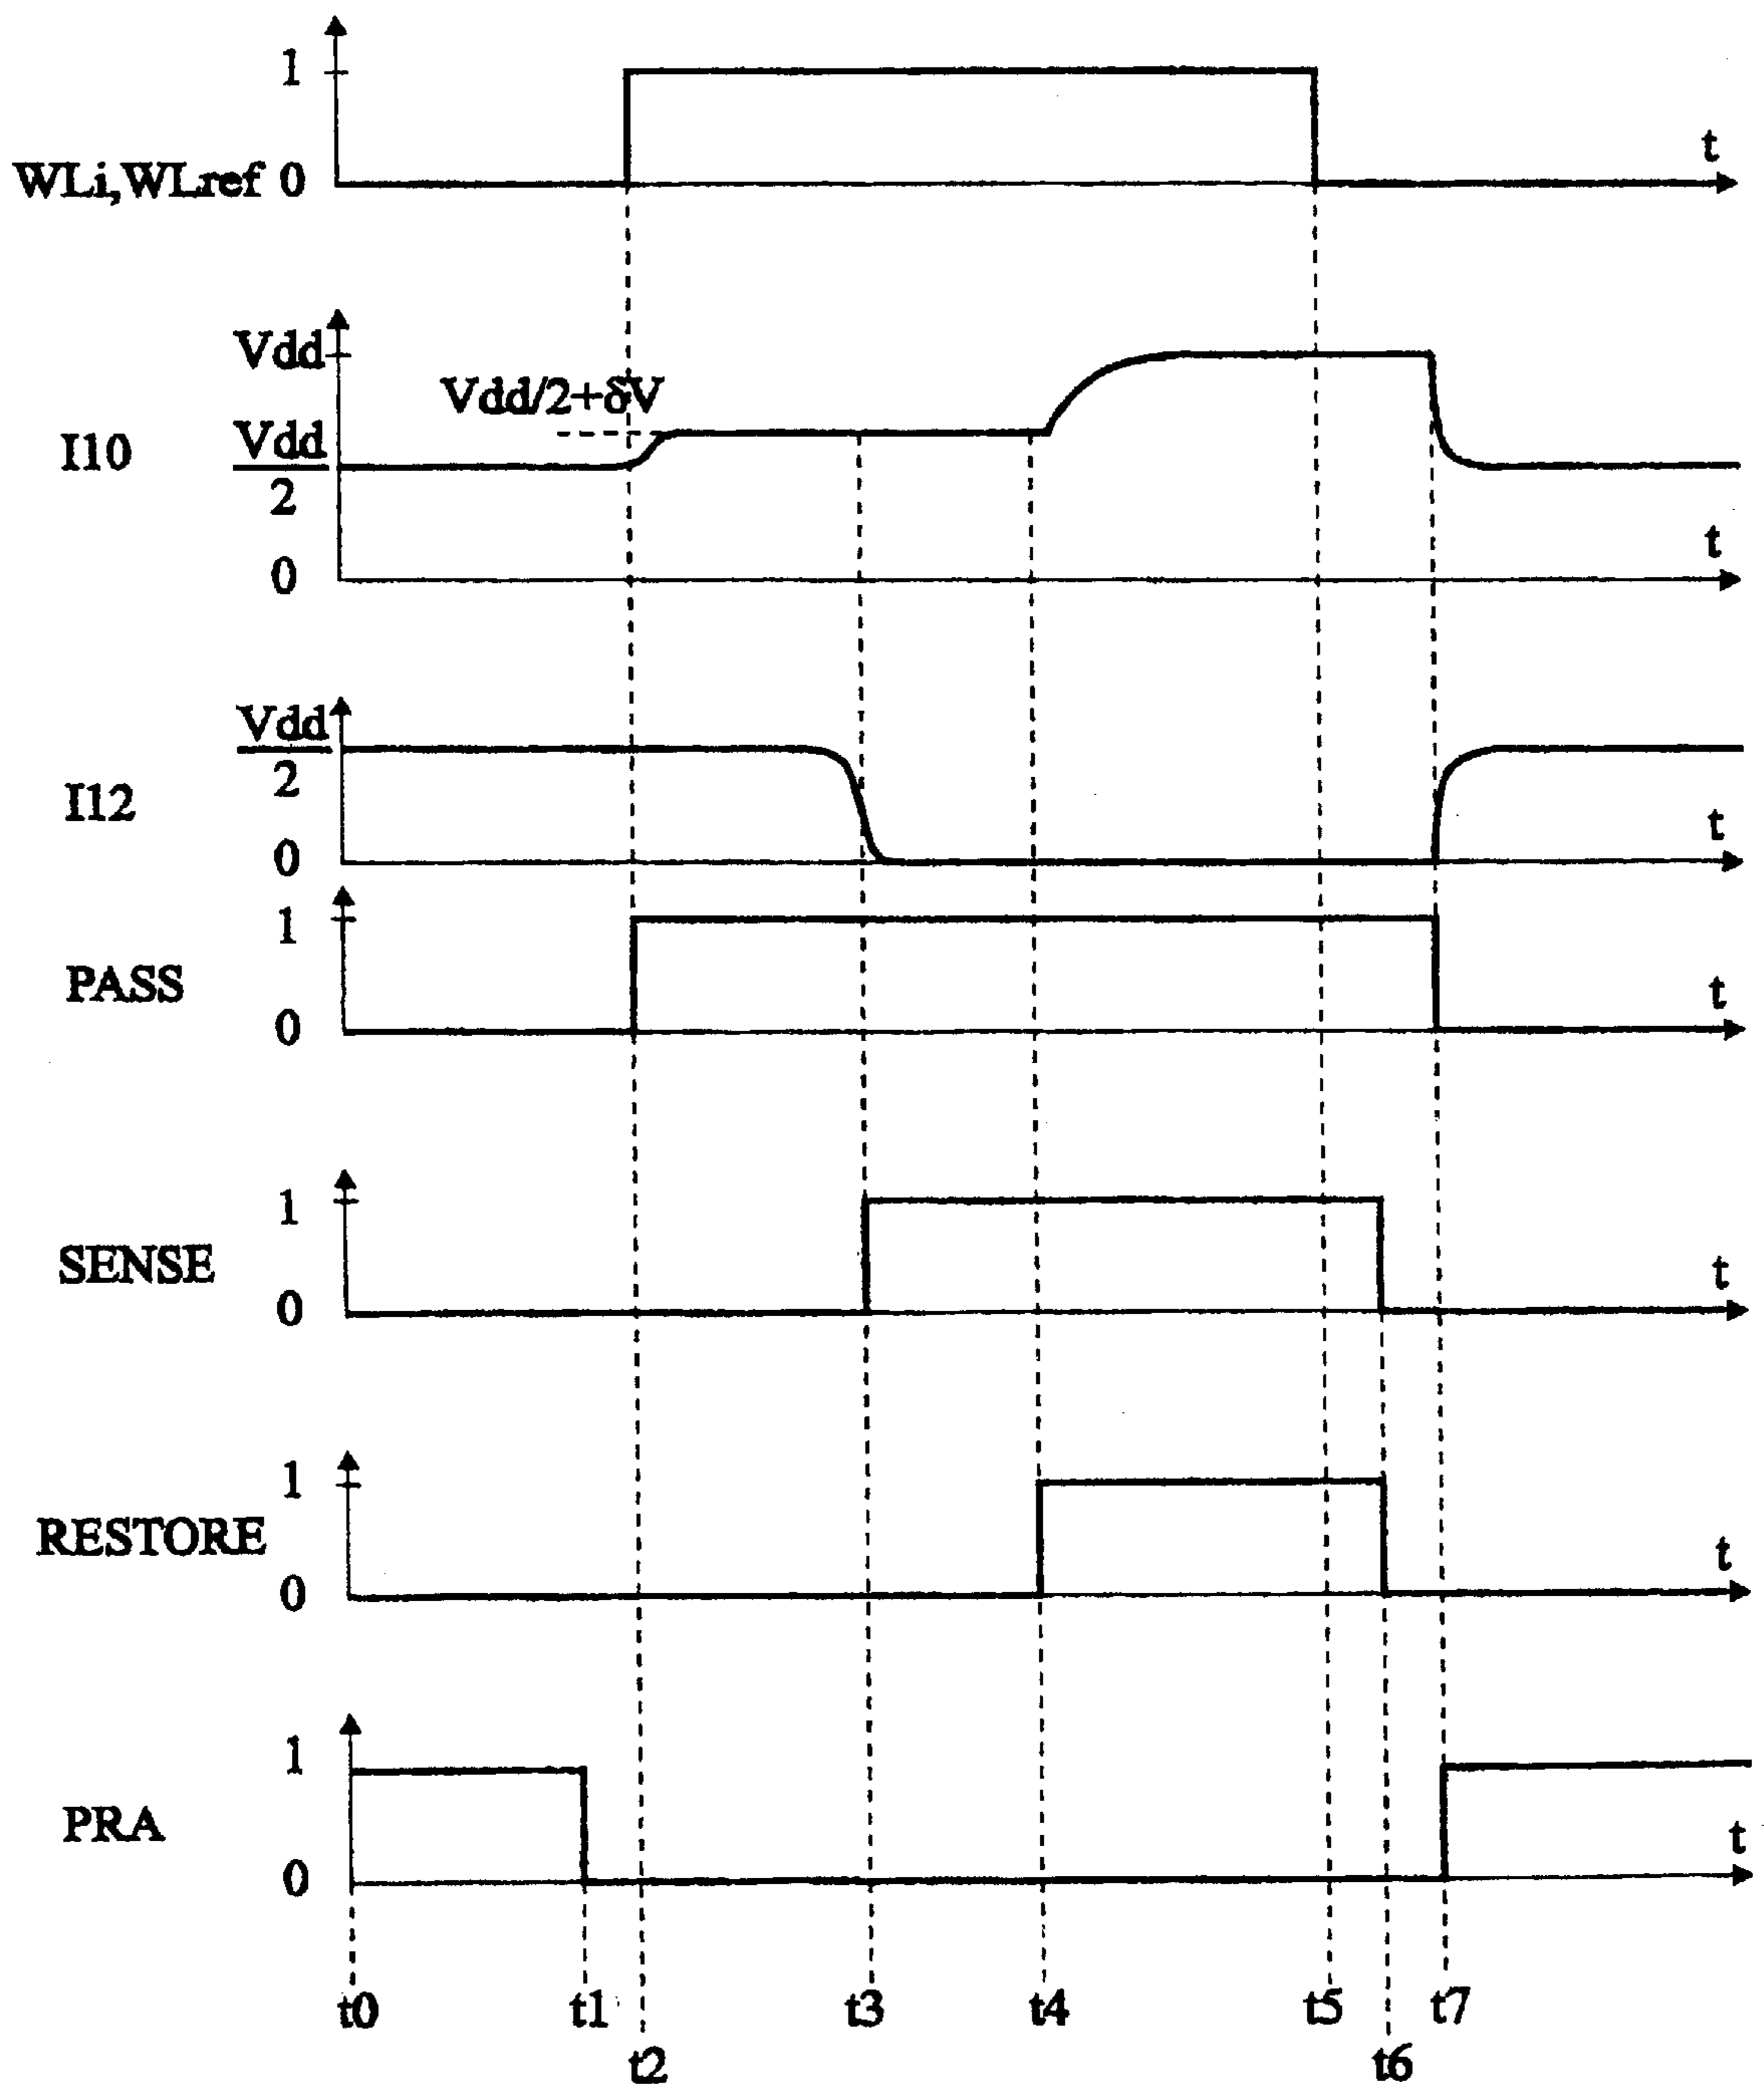 1
t
WLi,WLref 0
Vdd
Vdd/2+δV
Vdd
I10
2
t
0
Vdd
2
I12
t
0
1
PASS
t
0
1
SENSE
t
0
1
RESTORE
t
0
1
PRA
t
0
t0 t1 t3 t4 t5 t7
t2 t6